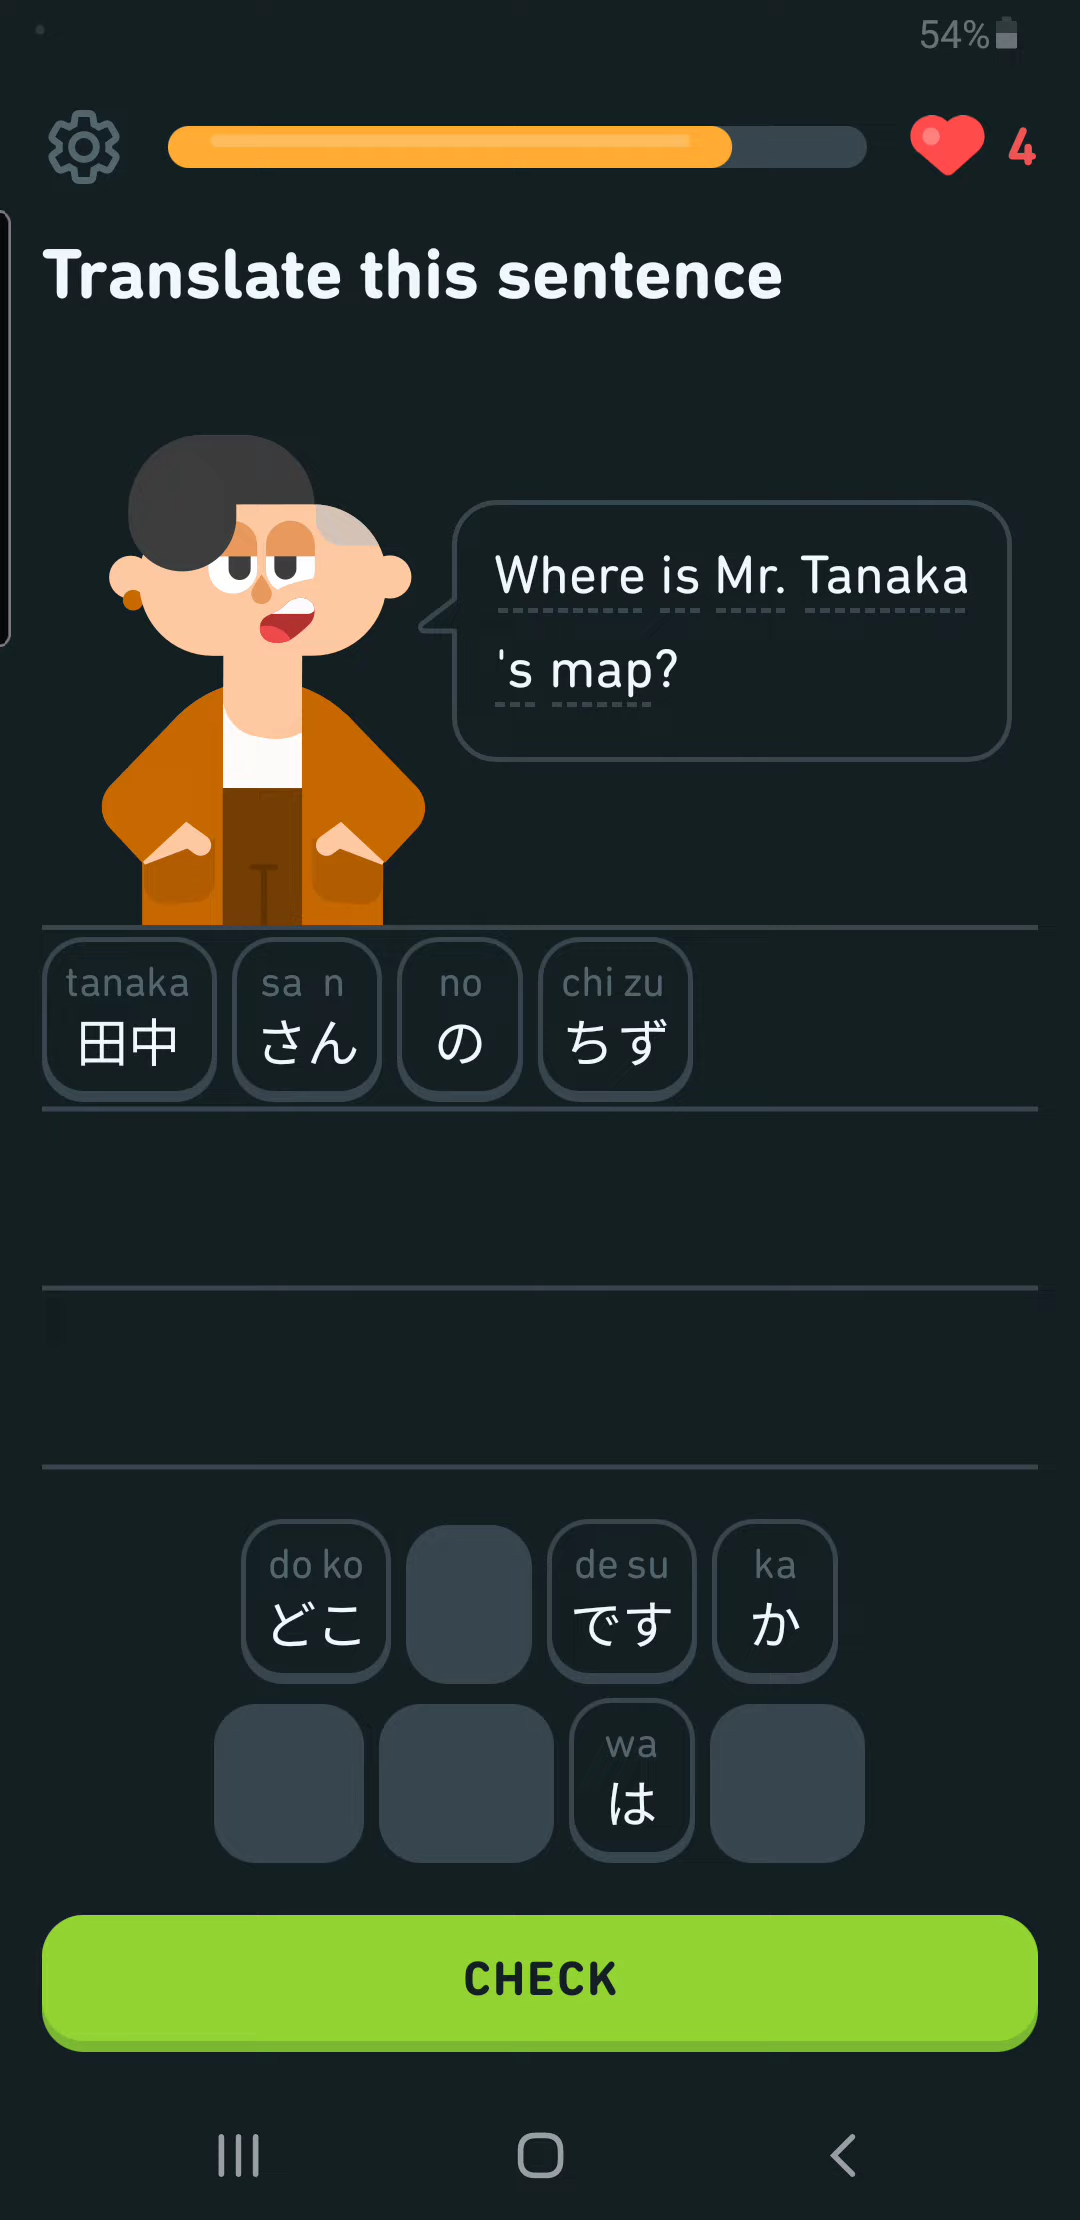 54%
4
Translate this sentence
Where is Mr. Tanaka
's map?
tanaka sa n no chi zu
田中 さん の ちず
do ko de su ka
どこ です か
wa
は
CHECK